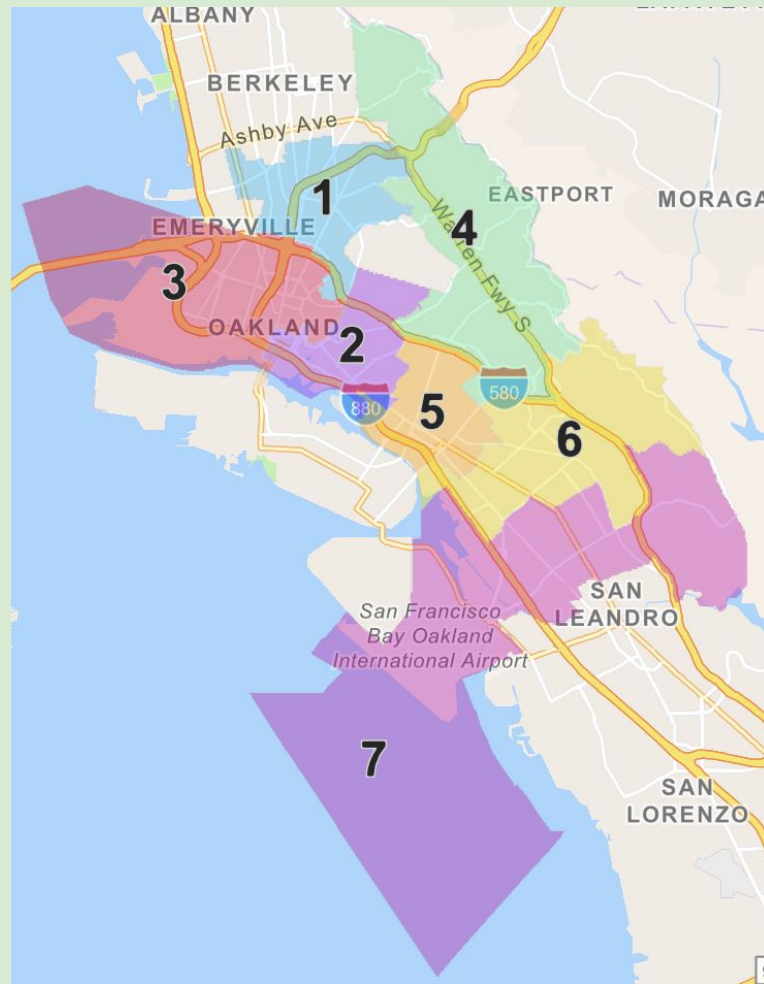 ALBANY
BERKELEY
Ashby Ave
1
EASTPORT
MORAGA
Warren Fwy S
4
EMERYVILLE
3
OAKLAND
2
580
880
5
6
SAN
LEANDRO
San Francisco
Bay Oakland
International Airport
7
SAN
LORENZO